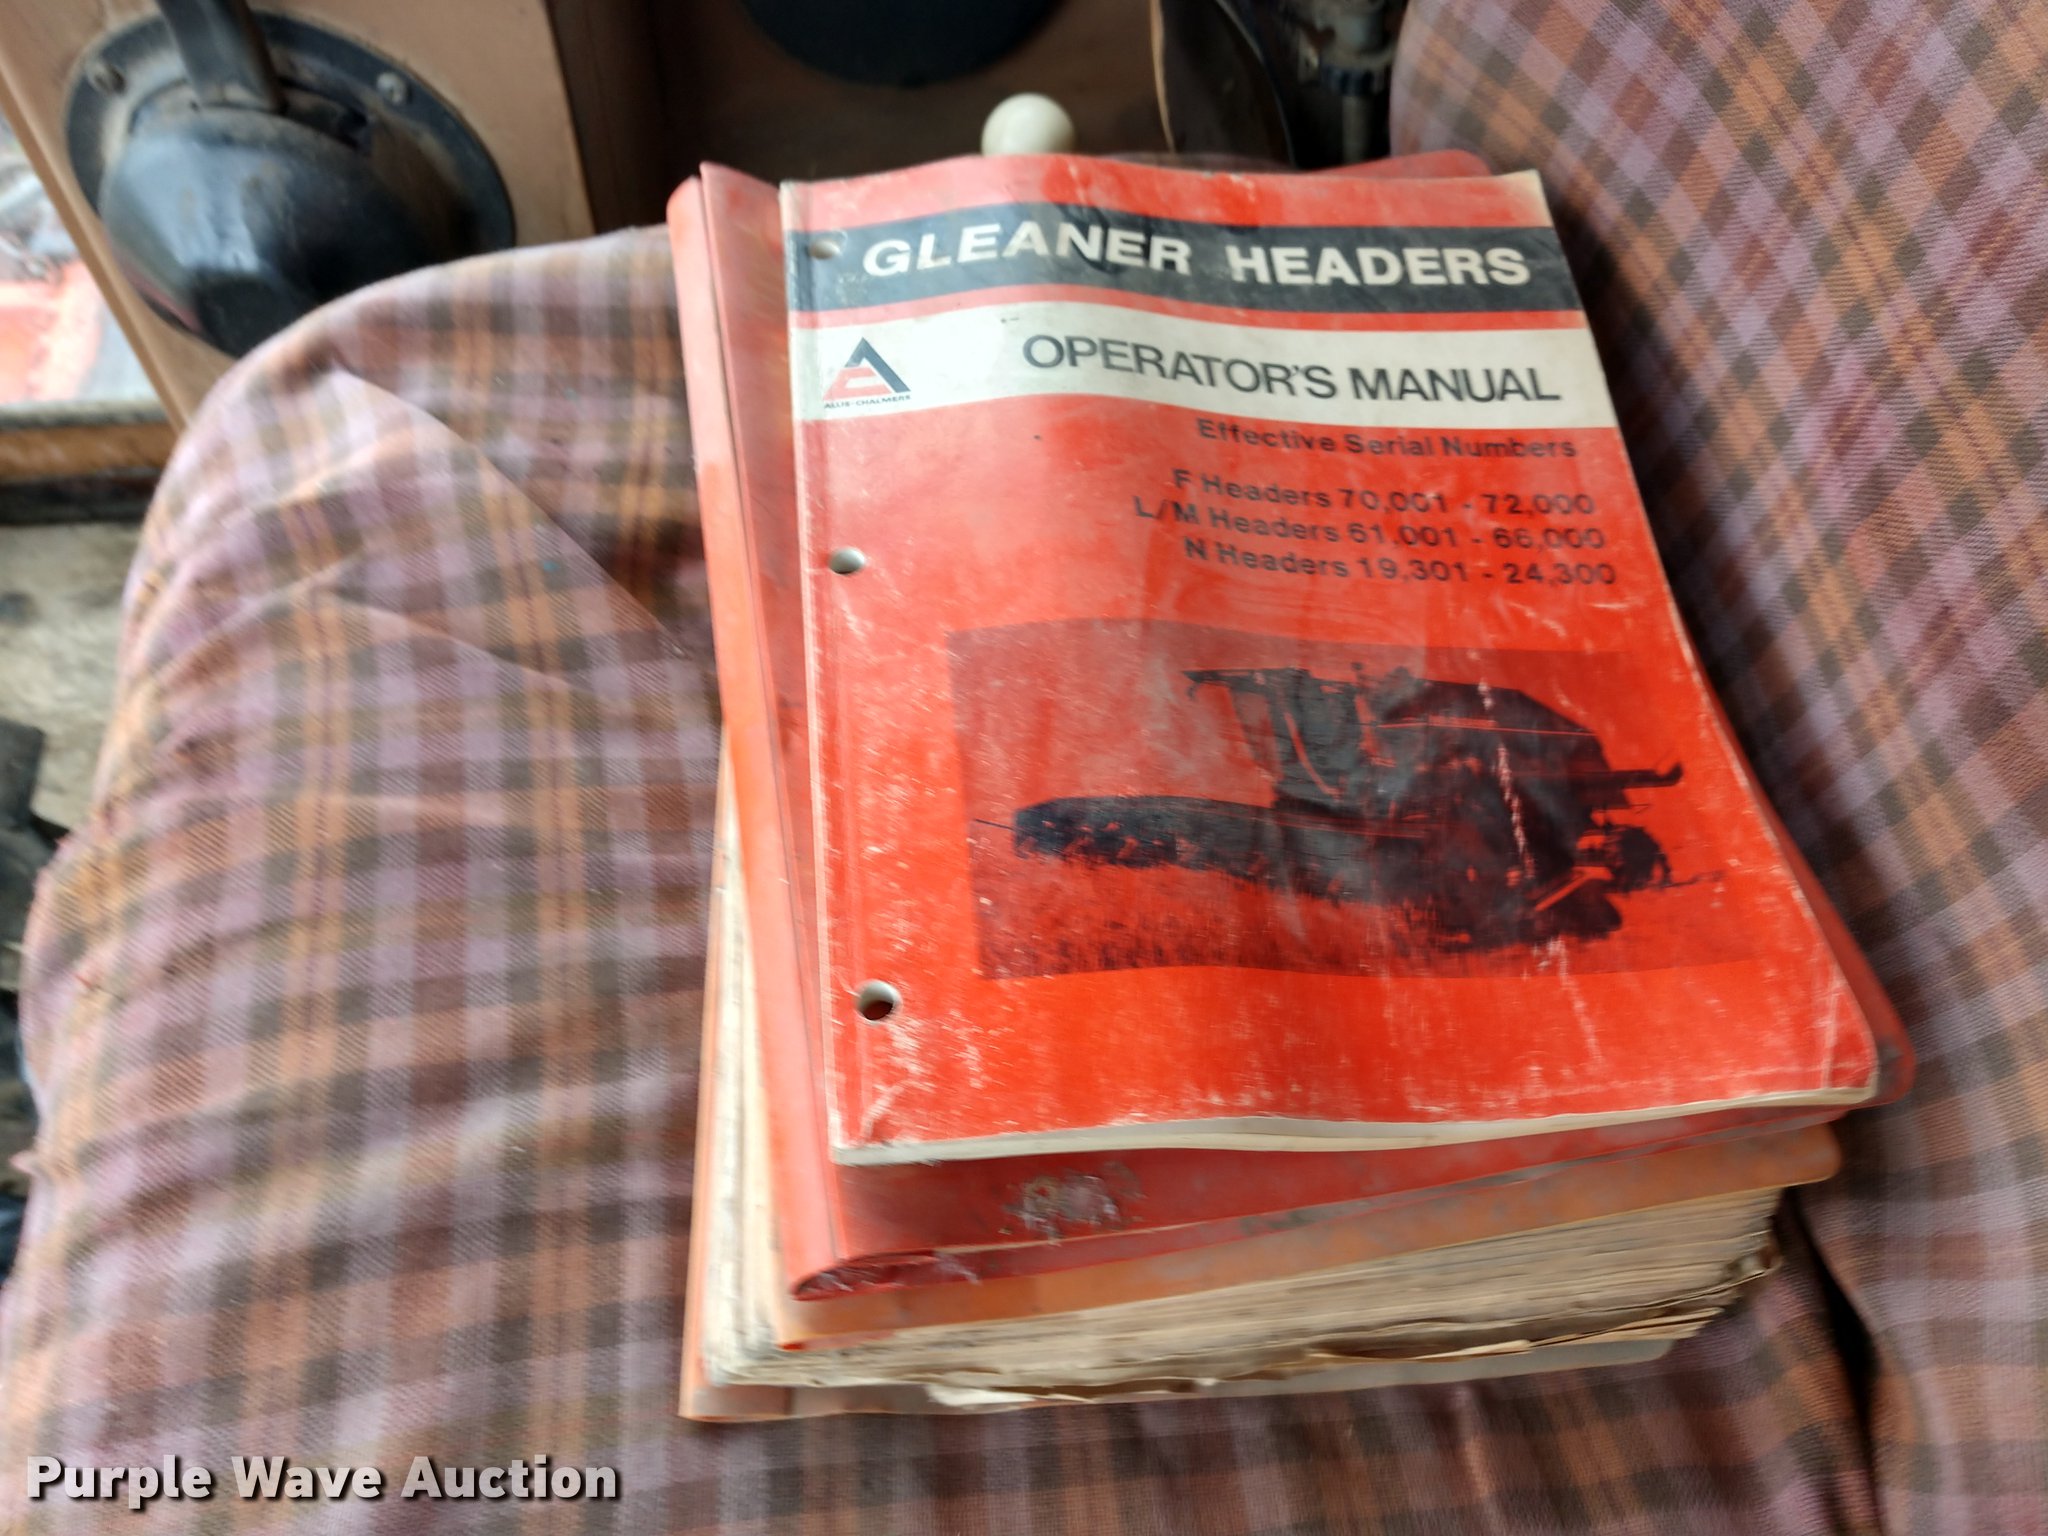 GLEANER HEADERS
OPERATOR'S MANUAL
ALLIS-CHALMERS
Effective Serial Numbers
F Headers 70,001 - 72,000
L/M Headers 61.001 - 66,000
N Headers 19,301 - 24,300
Purple Wave Auction